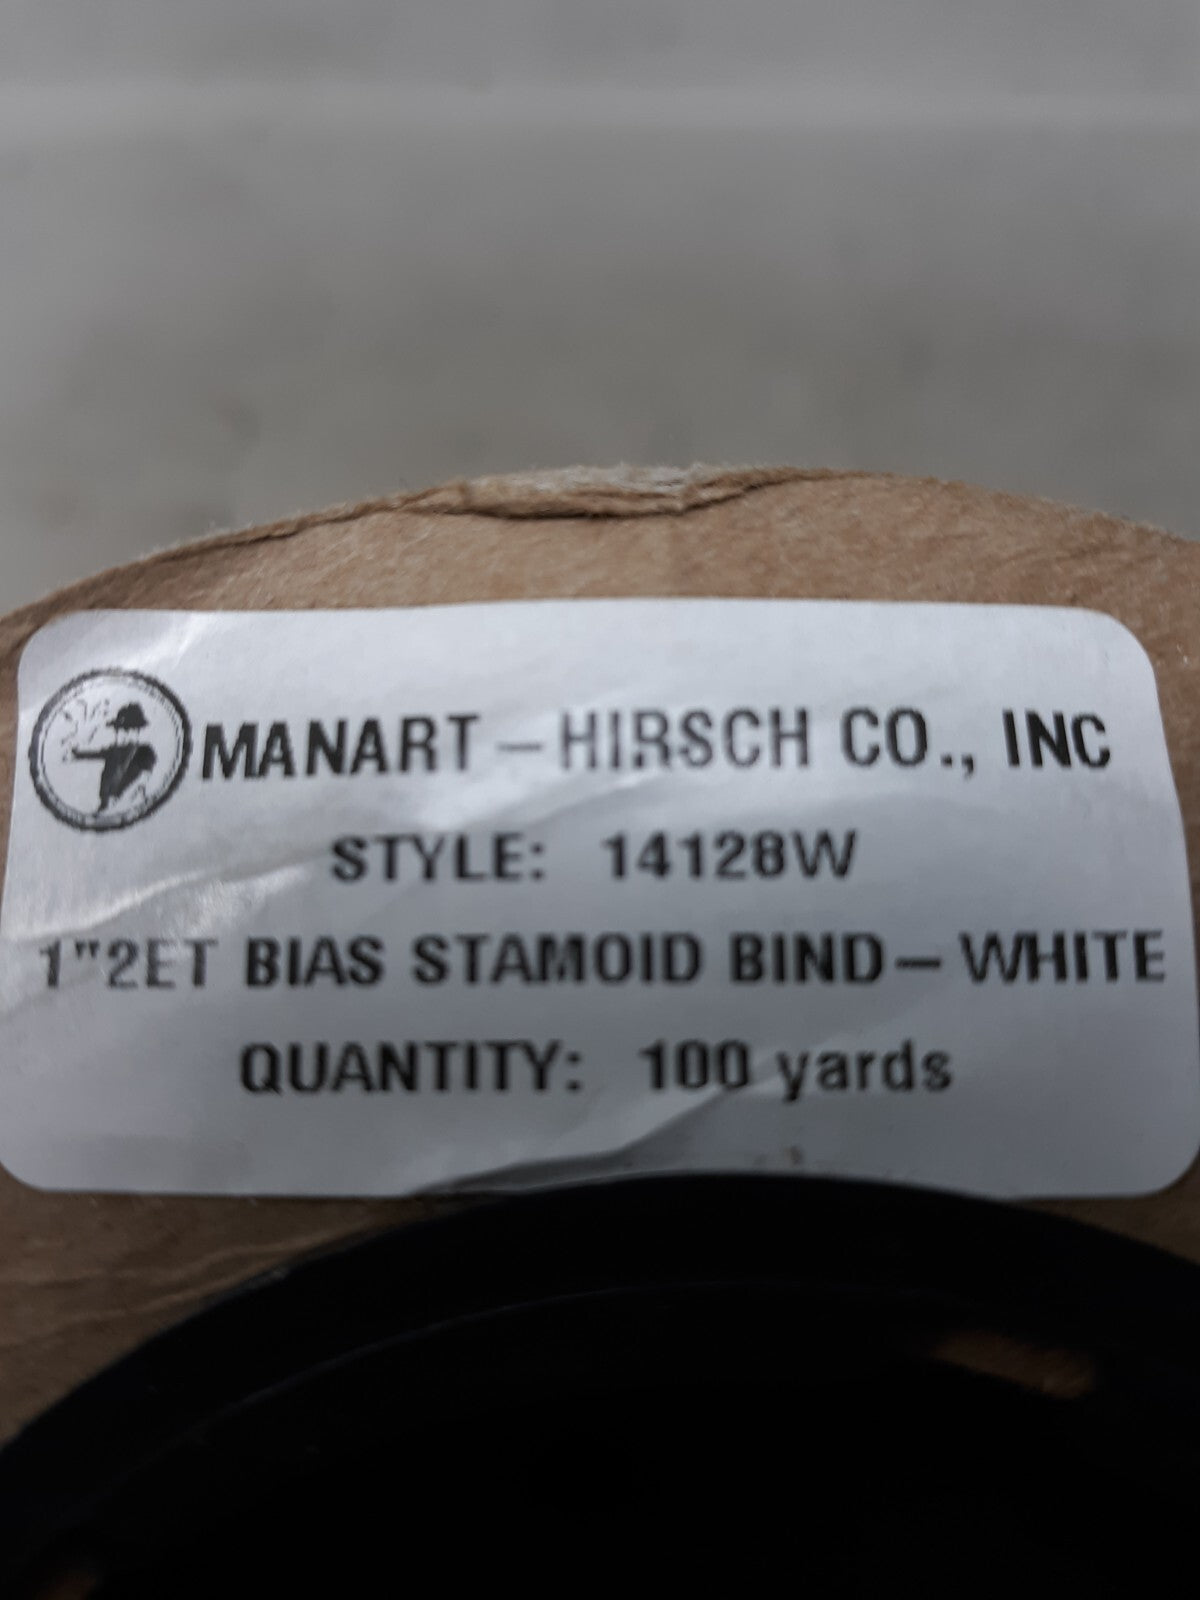 MANART - HIRSCH CO., INC
STYLE: 14128W
1"2ET BIAS STAMOID BIND - WHITE
QUANTITY: 100 yards